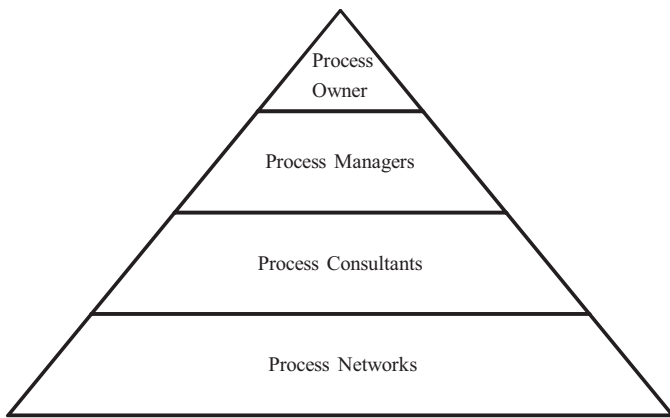 Process
Owner
Process Managers
Process Consultants
Process Networks